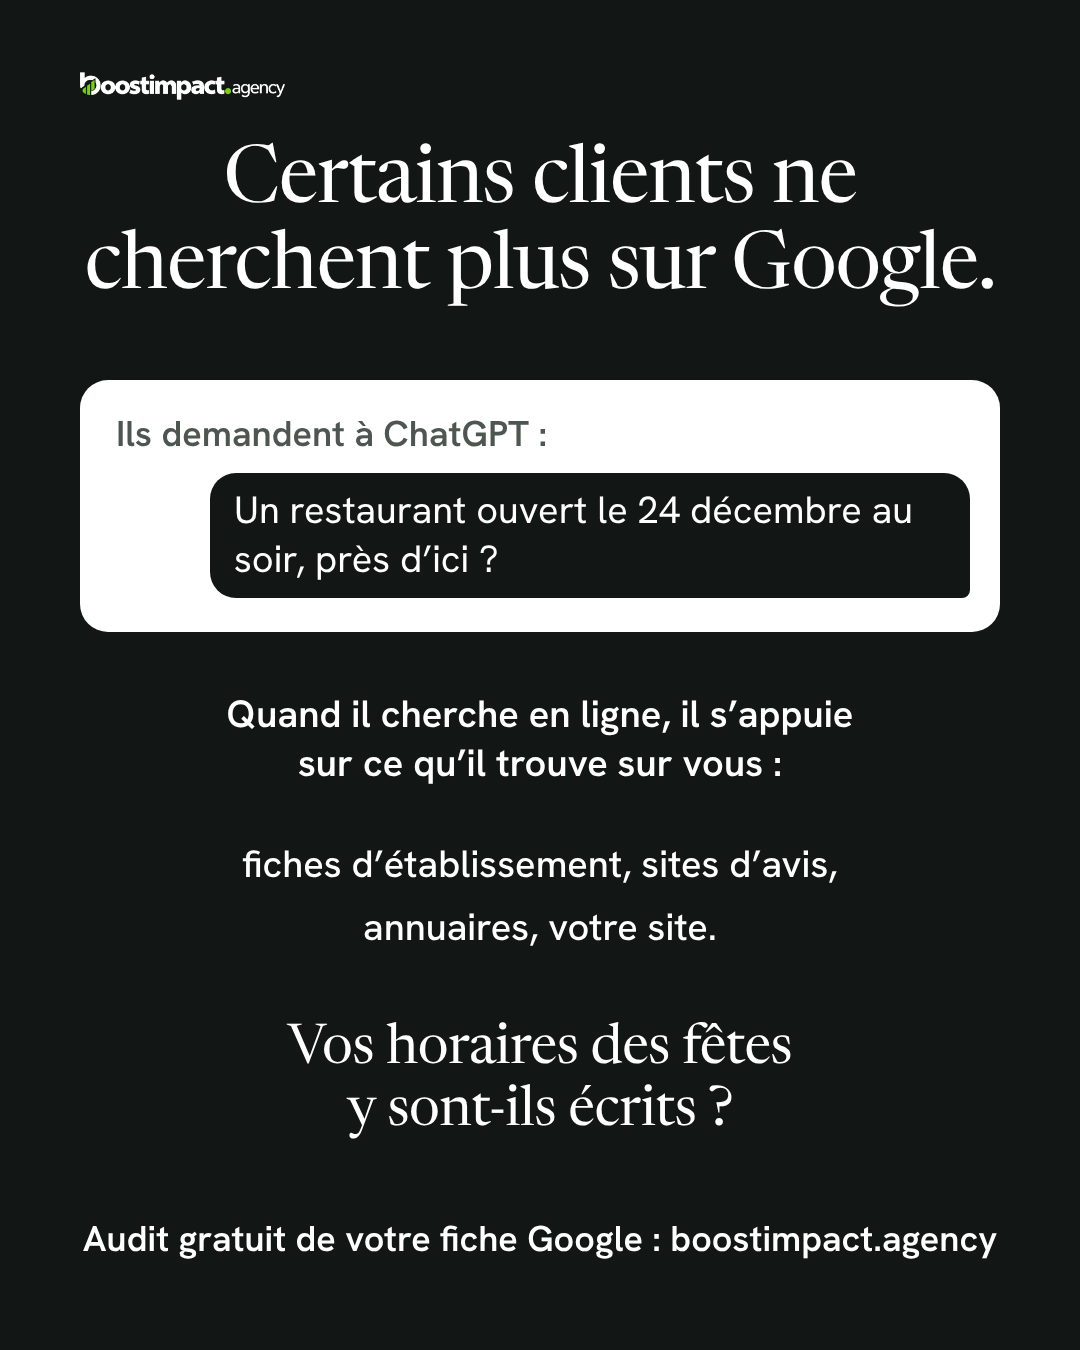 boostimpact.agency
Certains clients ne
cherchent plus sur Google.
Ils demandent à ChatGPT :
Un restaurant ouvert le 24 décembre au
soir, près d’ici ?
Quand il cherche en ligne, il s’appuie
sur ce qu’il trouve sur vous :
fiches d’établissement, sites d’avis,
annuaires, votre site.
Vos horaires des fêtes
y sont-ils écrits ?
Audit gratuit de votre fiche Google : boostimpact.agency